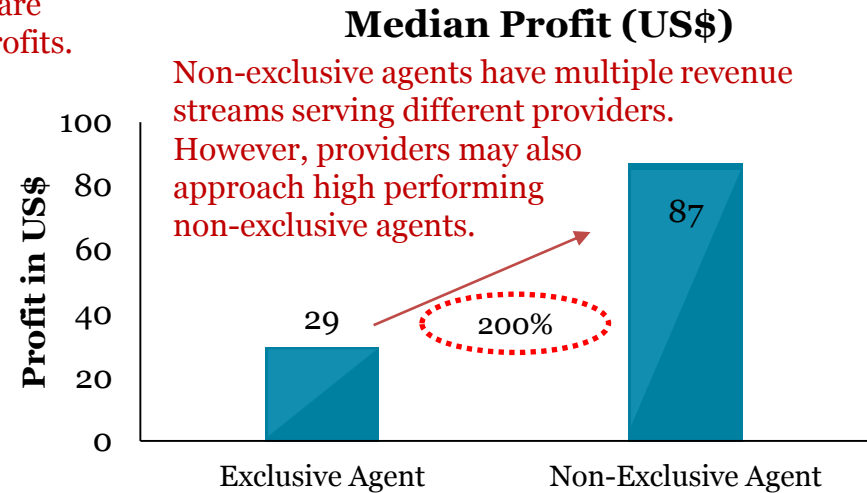 are
rofits.
Median Profit (US$)
Non-exclusive agents have multiple revenue
streams serving different providers.
However, providers may also
approach high performing
non-exclusive agents.
Profit in US$
100
80
60
40
20
0
29
200%
87
Exclusive Agent
Non-Exclusive Agent